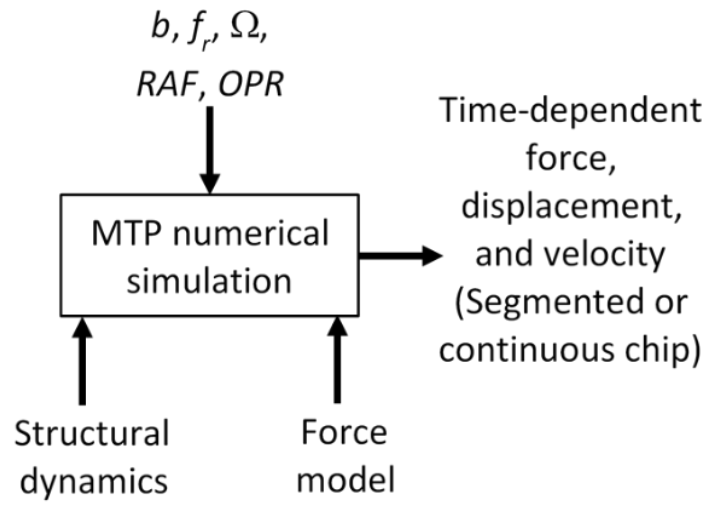 b, fr, Ω,
RAF, OPR
MTP numerical
simulation
Time-dependent
force,
displacement,
and velocity
(Segmented or
continuous chip)
Structural
dynamics
Force
model